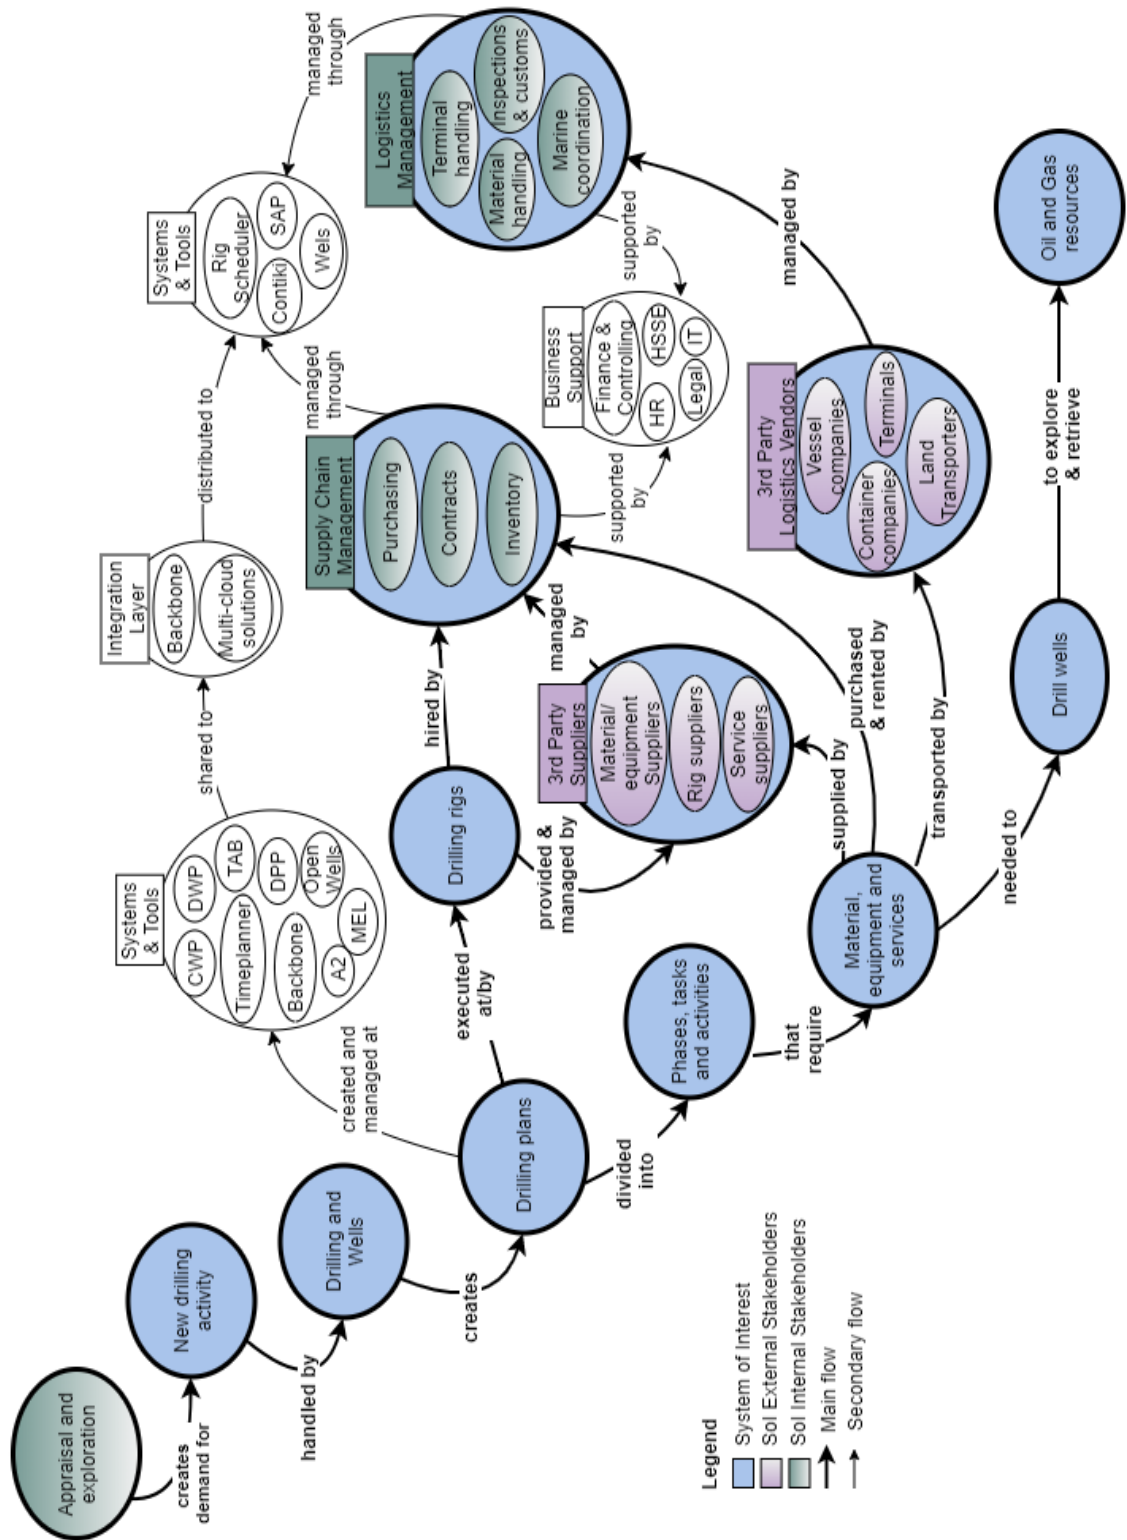 Appraisal and
exploration
creates
demand for
New drilling
activity
handled by
Drilling and
Wells
creates
Drilling plans
created and
managed at
Systems
& Tools
CWP
DWP
Timeplanner
TAB
Backbone
DPP
A2
MEL
Open
Wells
shared to
Integration
Layer
Backbone
Multi-cloud
solutions
distributed to
Systems
& Tools
Rig
Scheduler
Contiki
SAP
Wels
executed
at/by
Drilling rigs
hired by
provided &
managed by
Supply Chain
Management
Purchasing
Contracts
Inventory
managed
through
supported
by
3rd Party
Suppliers
Material/
equipment
Suppliers
Rig suppliers
Service
suppliers
managed
by
Business
Support
Finance &
Controlling
HR
HSSE
Legal
IT
Logistics
Management
Terminal
handling
Material
handling
Inspections
& customs
Marine
coordination
managed
through
supported
by
divided
into
Phases, tasks
and activities
that
require
Material,
equipment and
services
supplied by
purchased
& rented by
transported by
3rd Party
Logistics Vendors
Vessel
companies
Container
companies
Terminals
Land
Transporters
managed by
needed to
Drill wells
to explore
& retrieve
Oil and Gas
resources
Legend
System of Interest
SoI External Stakeholders
SoI Internal Stakeholders
Main flow
Secondary flow